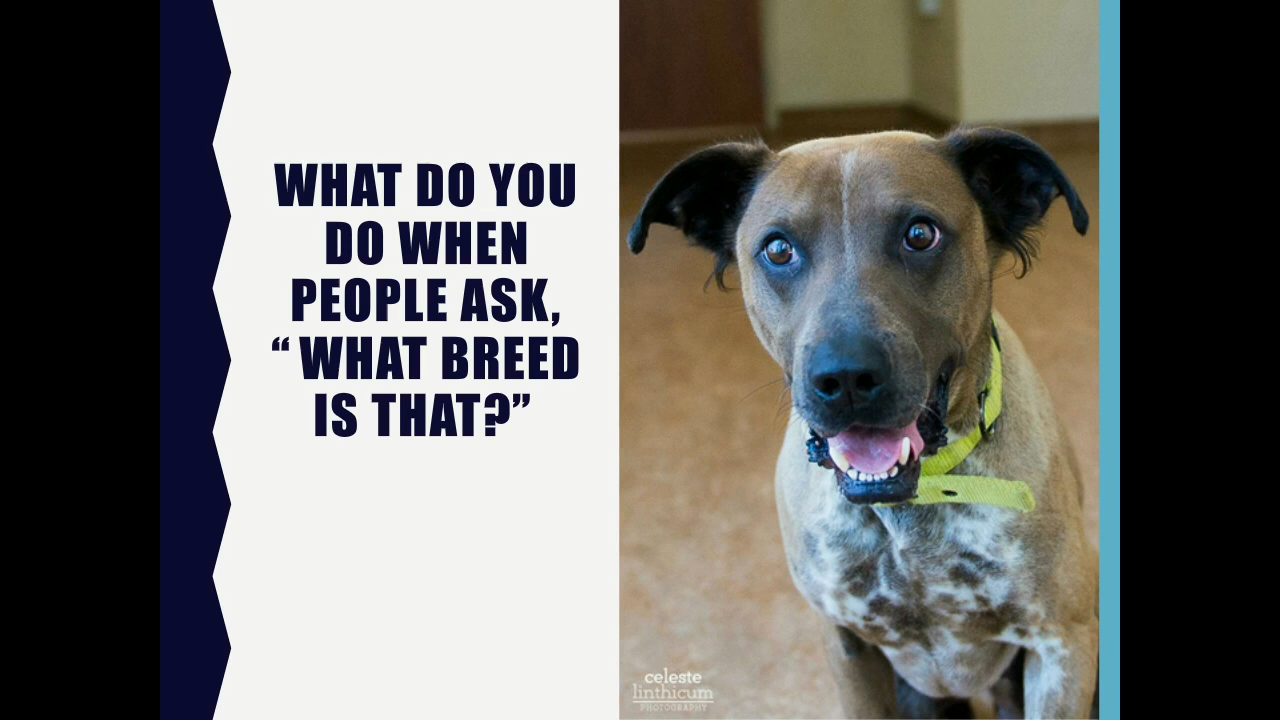 WHAT DO YOU
DO WHEN
PEOPLE ASK,
“ WHAT BREED
IS THAT?”
celeste
linthicum
PHOTOGRAPHY